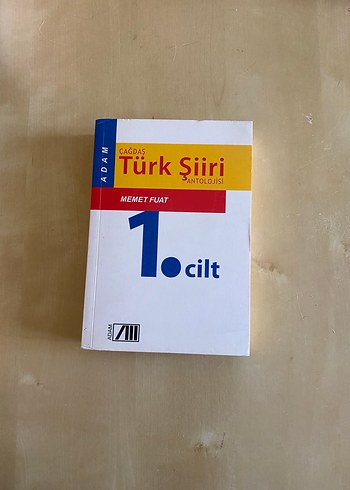 ADAM
ÇAĞDAŞ
Türk Şiiri
ANTOLOJİSİ
MEMET FUAT
1.cilt
ADAM